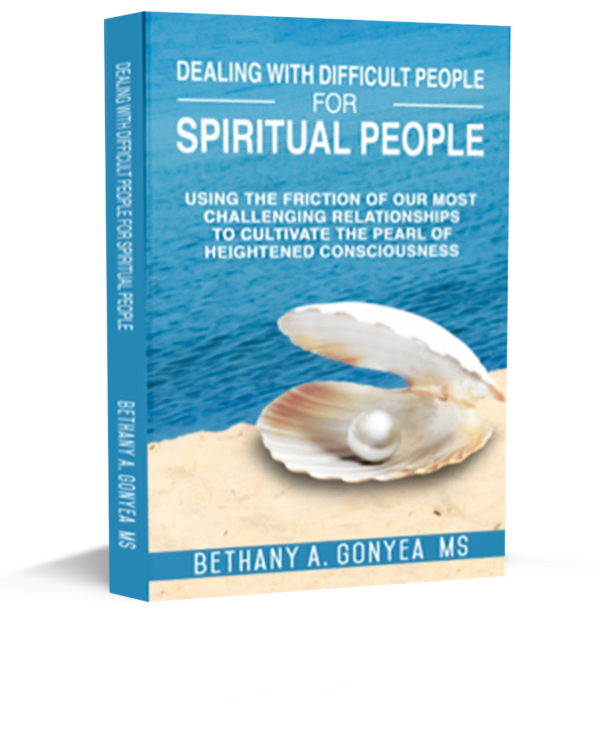 DEALING WITH DIFFICULT PEOPLE
FOR
SPIRITUAL PEOPLE
USING THE FRICTION OF OUR MOST
CHALLENGING RELATIONSHIPS
TO CULTIVATE THE PEARL OF
HEIGHTENED CONSCIOUSNESS
BETHANY A. GONYEA MS
DEALING WITH DIFFICULT PEOPLE FOR SPIRITUAL PEOPLE
BETHANY A. GONYEA MS